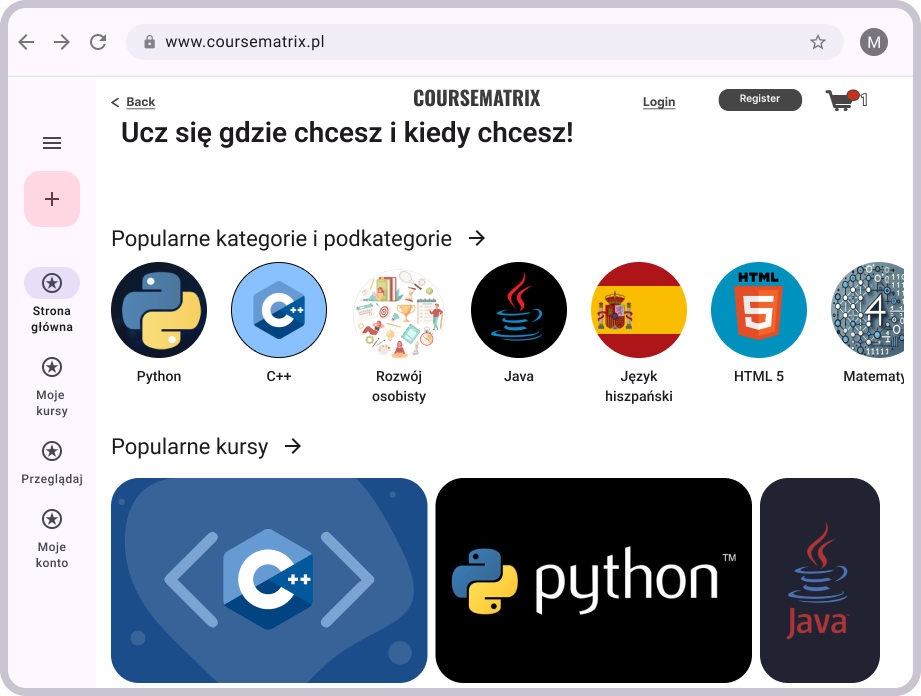 www.coursematrix.pl
M
< Back
COURSEMATRIX
Login
Register
1
Ucz się gdzie chcesz i kiedy chcesz!
Popularne kategorie i podkategorie →
C++
HTML
5
4
Python
C++
Rozwój
osobisty
Java
Język
hiszpański
HTML 5
Matematy
Strona
główna
Moje
kursy
Przeglądaj
Moje
konto
Popularne kursy →
C++
python™
Java